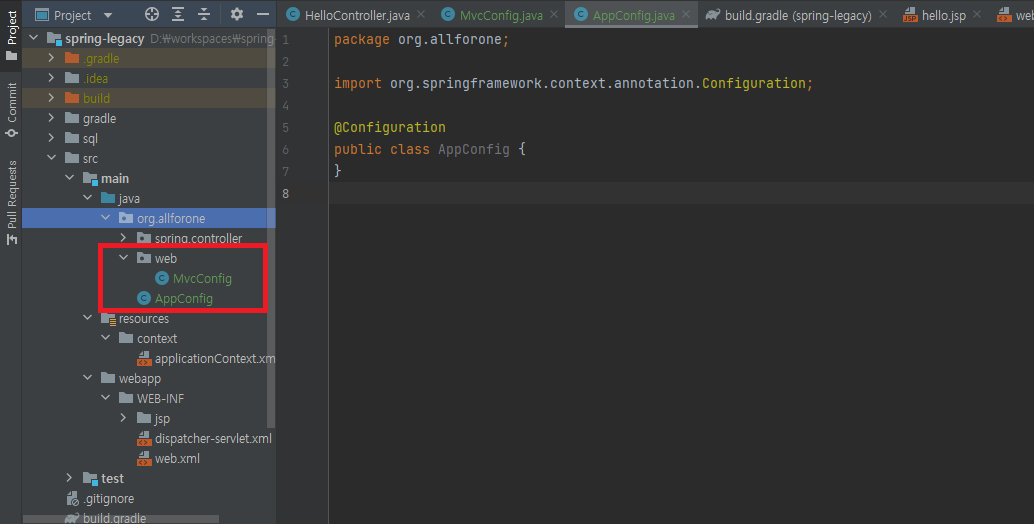 Project
Commit
Pull Requests
Project
HelloController.java
MvcConfig.java
AppConfig.java
build.gradle (spring-legacy)
hello.jsp
web
spring-legacy D:₩workspaces₩spring-
.gradle
.idea
build
gradle
sql
src
main
java
org.allforone
spring.controller
web
MvcConfig
AppConfig
resources
context
applicationContext.xm
webapp
WEB-INF
jsp
dispatcher-servlet.xml
web.xml
test
.gitignore
build.gradle
1 package org.allforone;
2
3 import org.springframework.context.annotation.Configuration;
4
5 @Configuration
6 public class AppConfig {
7 }
8